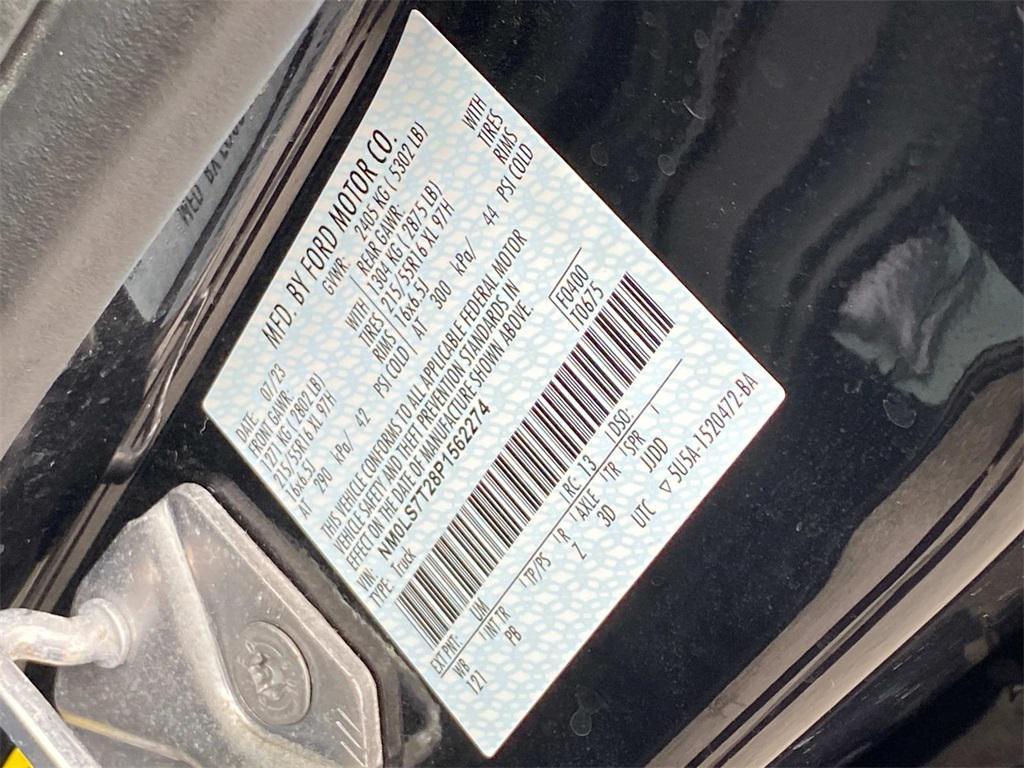 MFD. BY FORD MOTOR CO.
DATE: 07/23 GVWR: 2405 KG ( 5302 LB)
FRONT GAWR: REAR GAWR:
1271 KG ( 2802 LB) WITH 1304 KG ( 2875 LB) WITH
215/55R16 XL 97H TIRES 215/55R16 XL 97H TIRES
16x6.5J RIMS 16x6.5J RIMS
AT 290 kPa/ 42 PSI COLD AT 300 kPa/ 44 PSI COLD
THIS VEHICLE CONFORMS TO ALL APPLICABLE FEDERAL MOTOR
VEHICLE SAFETY AND THEFT PREVENTION STANDARDS IN
EFFECT ON THE DATE OF MANUFACTURE SHOWN ABOVE.
VIN: NM0LS7T28P1562274
TYPE: Truck
F0400
T0675
EXT PNT: UM RC: 13 DSO:
WB INT TR TP/PS R AXLE TR SPR
121 PB Z 3D JJDD
UTC ▽ 5U5A-1520472-BA